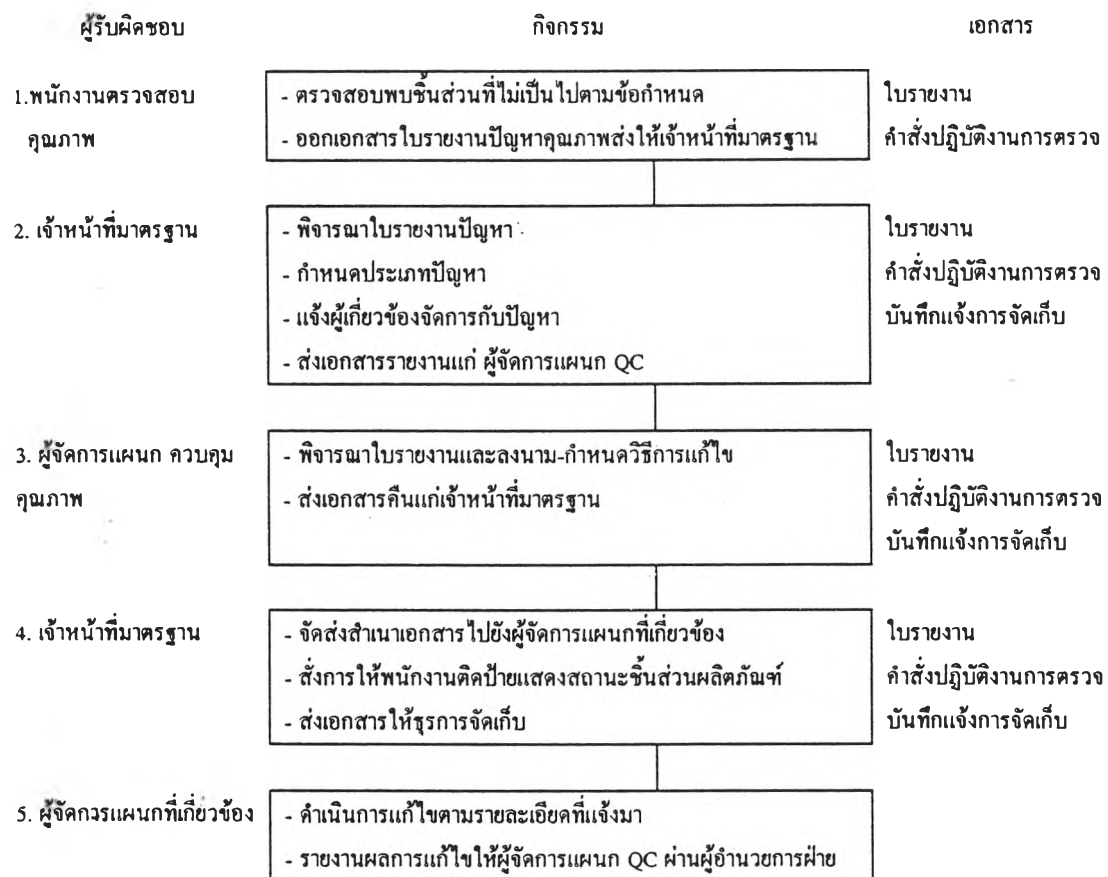 ผู้รับผิดชอบ กิจกรรม เอกสาร
1.พนักงานตรวจสอบ - ตรวจสอบพบชิ้นส่วนที่ไม่เป็นไปตามข้อกำหนด ใบรายงาน
คุณภาพ - ออกเอกสารใบรายงานปัญหาคุณภาพส่งให้เจ้าหน้าที่มาตรฐาน คำสั่งปฏิบัติงานการตรวจ
2. เจ้าหน้าที่มาตรฐาน - พิจารณาใบรายงานปัญหา ใบรายงาน
- กำหนดประเภทปัญหา คำสั่งปฏิบัติงานการตรวจ
- แจ้งผู้เกี่ยวข้องจัดการกับปัญหา บันทึกแจ้งการจัดเก็บ
- ส่งเอกสารรายงานแก่ ผู้จัดการแผนก QC
3. ผู้จัดการแผนก ควบคุม - พิจารณาใบรายงานและลงนาม-กำหนดวิธีการแก้ไข ใบรายงาน
คุณภาพ - ส่งเอกสารคืนแก่เจ้าหน้าที่มาตรฐาน คำสั่งปฏิบัติงานการตรวจ
บันทึกแจ้งการจัดเก็บ
4. เจ้าหน้าที่มาตรฐาน - จัดส่งสำเนาเอกสารไปยังผู้จัดการแผนกที่เกี่ยวข้อง ใบรายงาน
- สั่งการให้พนักงานติดป้ายแสดงสถานะชิ้นส่วนผลิตภัณฑ์ คำสั่งปฏิบัติงานการตรวจ
- ส่งเอกสารให้ธุรการจัดเก็บ บันทึกแจ้งการจัดเก็บ
5. ผู้จัดการแผนกที่เกี่ยวข้อง - ดำเนินการแก้ไขตามรายละเอียดที่แจ้งมา
- รายงานผลการแก้ไขให้ผู้จัดการแผนก QC ผ่านผู้อำนวยการฝ่าย